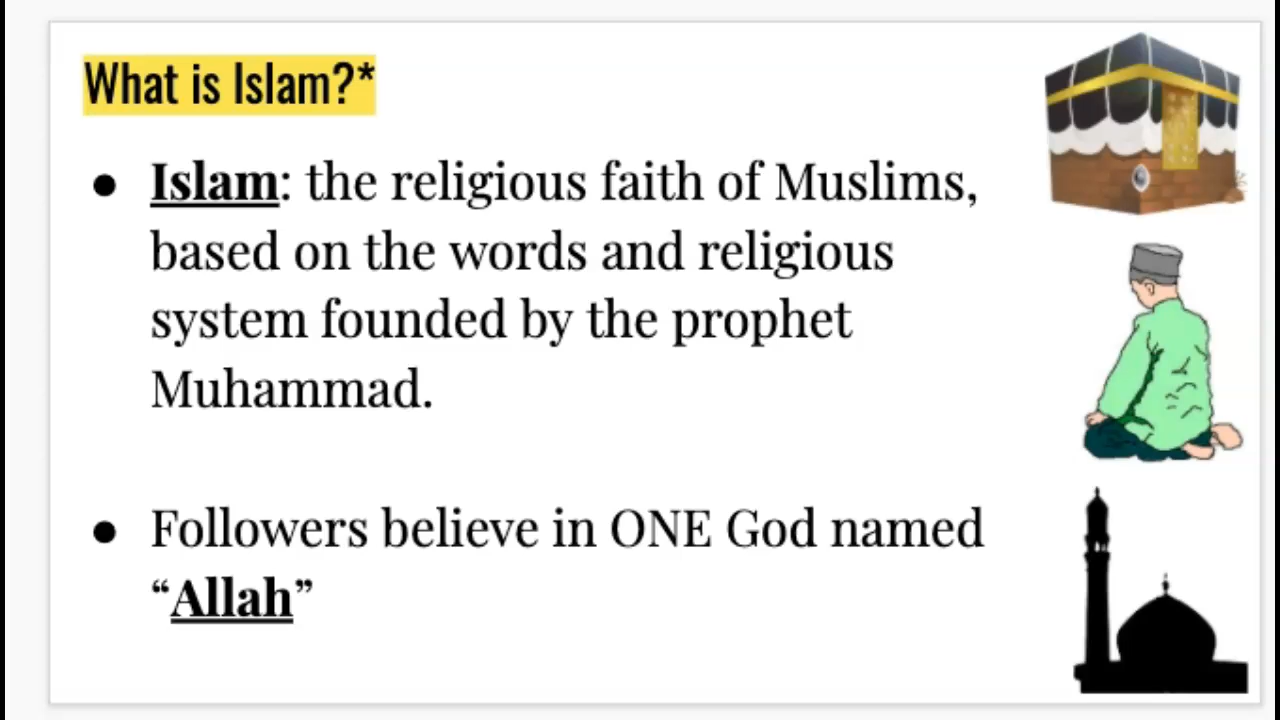 What is Islam?*
● Islam: the religious faith of Muslims,
based on the words and religious
system founded by the prophet
Muhammad.
● Followers believe in ONE God named
“Allah”